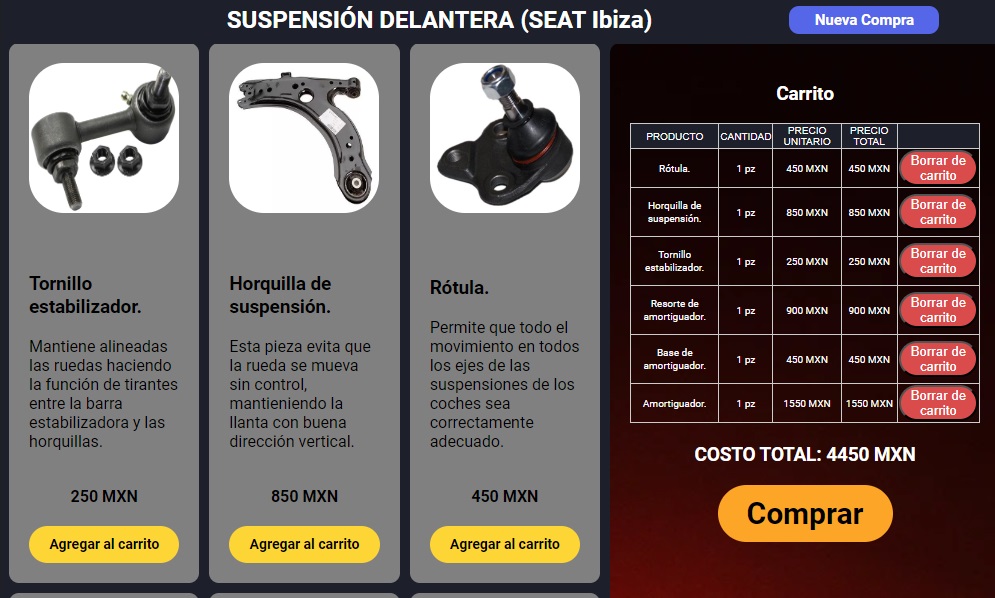 SUSPENSIÓN DELANTERA (SEAT Ibiza)
Nueva Compra
Tornillo
estabilizador.
Mantiene alineadas
las ruedas haciendo
la función de tirantes
entre la barra
estabilizadora y las
horquillas.
250 MXN
Agregar al carrito
Horquilla de
suspensión.
Esta pieza evita que
la rueda se mueva
sin control,
mantieniendo la
llanta con buena
dirección vertical.
850 MXN
Agregar al carrito
Rótula.
Permite que todo el
movimiento en todos
los ejes de las
suspensiones de los
coches sea
correctamente
adecuado.
450 MXN
Agregar al carrito
Carrito
PRODUCTO CANTIDAD PRECIO UNITARIO PRECIO TOTAL
Rótula. 1 pz 450 MXN 450 MXN Borrar de carrito
Horquilla de suspensión. 1 pz 850 MXN 850 MXN Borrar de carrito
Tornillo estabilizador. 1 pz 250 MXN 250 MXN Borrar de carrito
Resorte de amortiguador. 1 pz 900 MXN 900 MXN Borrar de carrito
Base de amortiguador. 1 pz 450 MXN 450 MXN Borrar de carrito
Amortiguador. 1 pz 1550 MXN 1550 MXN Borrar de carrito
COSTO TOTAL: 4450 MXN
Comprar